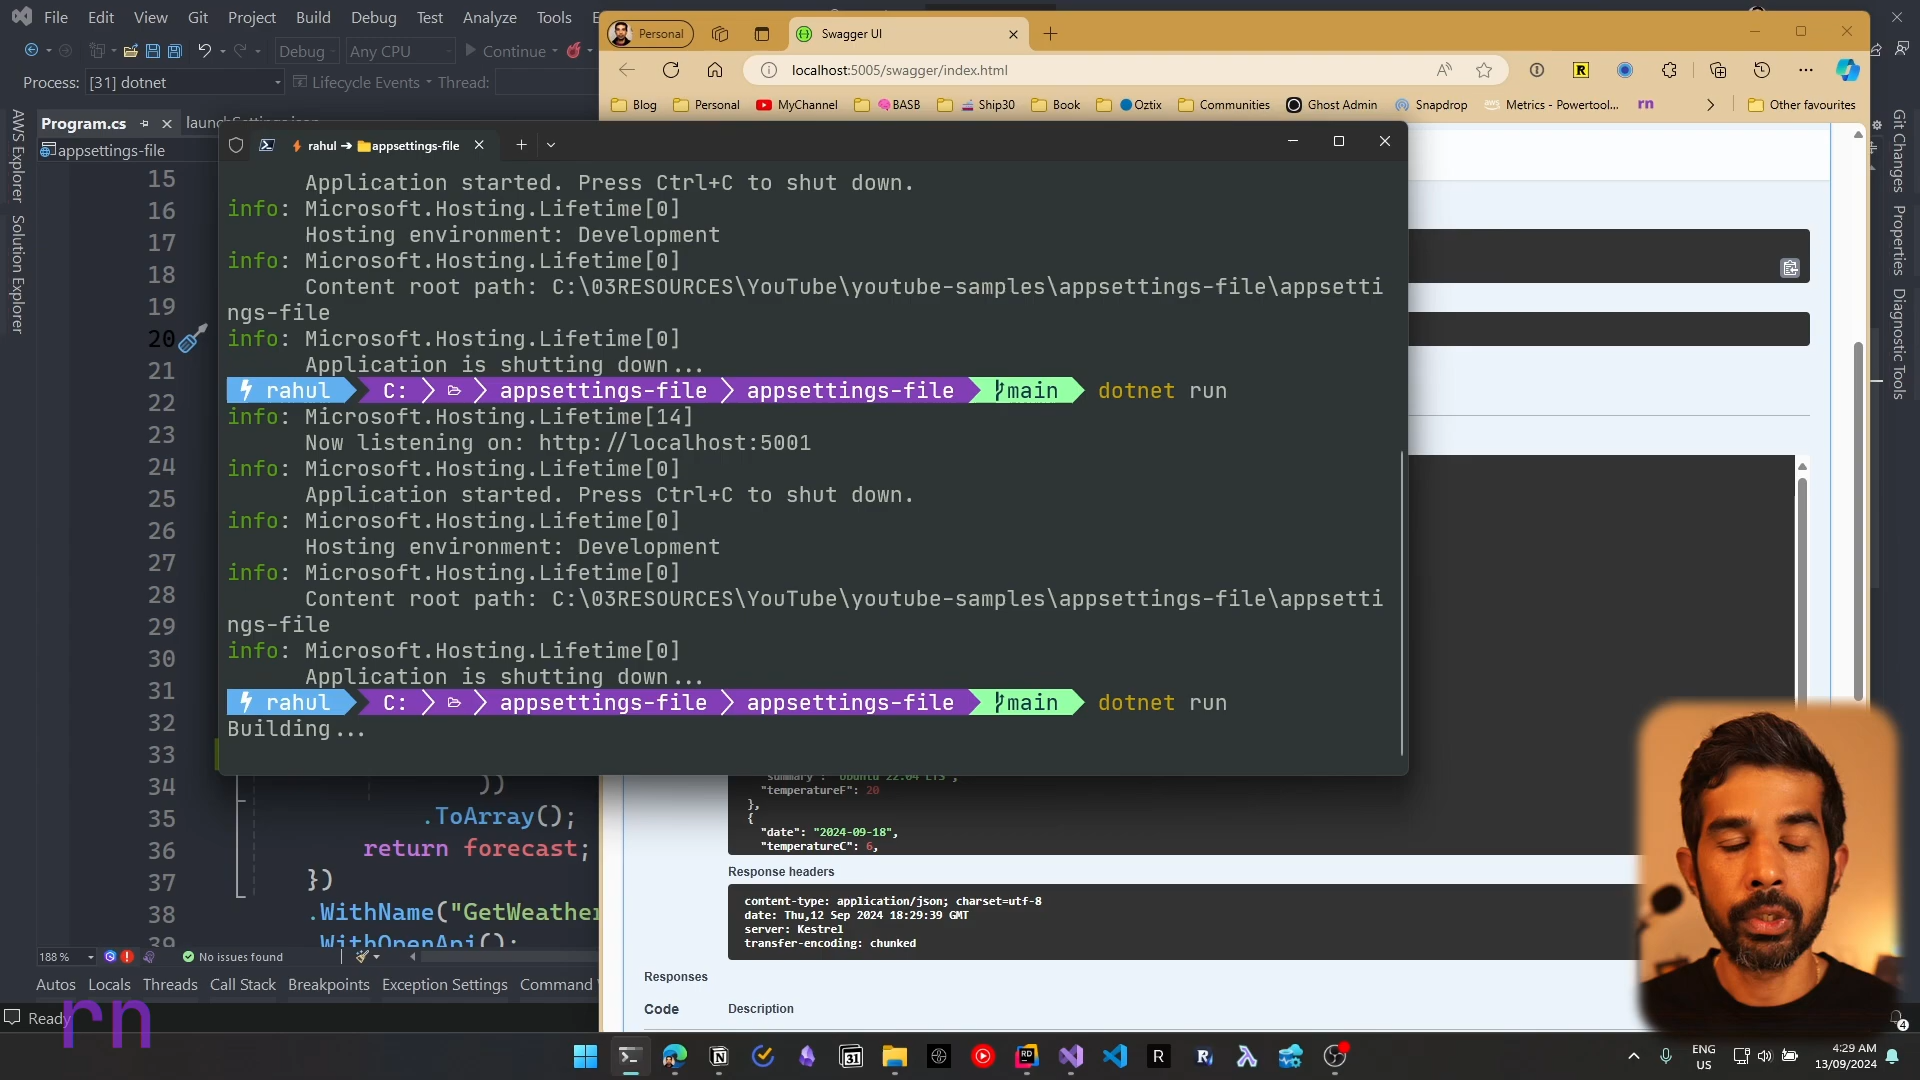 File Edit View Git Project Build Debug Test Analyze Tools
Debug Any CPU Continue
Process: [31] dotnet Lifecycle Events Thread:
Program.cs
appsettings-file
AWS Explorer
Solution Explorer
15
16
17
18
19
20
21
22
23
24
25
26
27
28
29
30
31
32
33
34
35
36
37
38
39
}))
.ToArray();
return forecast;
})
.WithName("GetWeather
.WithOpenApi();
188 %
No issues found
Autos Locals Threads Call Stack Breakpoints Exception Settings Command
Ready
rn
Personal
Swagger UI
localhost:5005/swagger/index.html
Blog Personal MyChannel BASB Ship30 Book Oztix Communities Ghost Admin Snapdrop Metrics - Powertool... rn Other favourites
rahul → appsettings-file
Application started. Press Ctrl+C to shut down.
info: Microsoft.Hosting.Lifetime[0]
Hosting environment: Development
info: Microsoft.Hosting.Lifetime[0]
Content root path: C:\03RESOURCES\YouTube\youtube-samples\appsettings-file\appsetti
ngs-file
info: Microsoft.Hosting.Lifetime[0]
Application is shutting down...
rahul C: appsettings-file appsettings-file main dotnet run
info: Microsoft.Hosting.Lifetime[14]
Now listening on: http://localhost:5001
info: Microsoft.Hosting.Lifetime[0]
Application started. Press Ctrl+C to shut down.
info: Microsoft.Hosting.Lifetime[0]
Hosting environment: Development
info: Microsoft.Hosting.Lifetime[0]
Content root path: C:\03RESOURCES\YouTube\youtube-samples\appsettings-file\appsetti
ngs-file
info: Microsoft.Hosting.Lifetime[0]
Application is shutting down...
rahul C: appsettings-file appsettings-file main dotnet run
Building...
"summary": "Ubuntu 22.04 LTS",
"temperatureF": 20
},
{
"date": "2024-09-18",
"temperatureC": 6,
Response headers
content-type: application/json; charset=utf-8
date: Thu,12 Sep 2024 18:29:39 GMT
server: Kestrel
transfer-encoding: chunked
Responses
Code Description
Git Changes
Properties
Diagnostic Tools
ENG
US
4:29 AM
13/09/2024